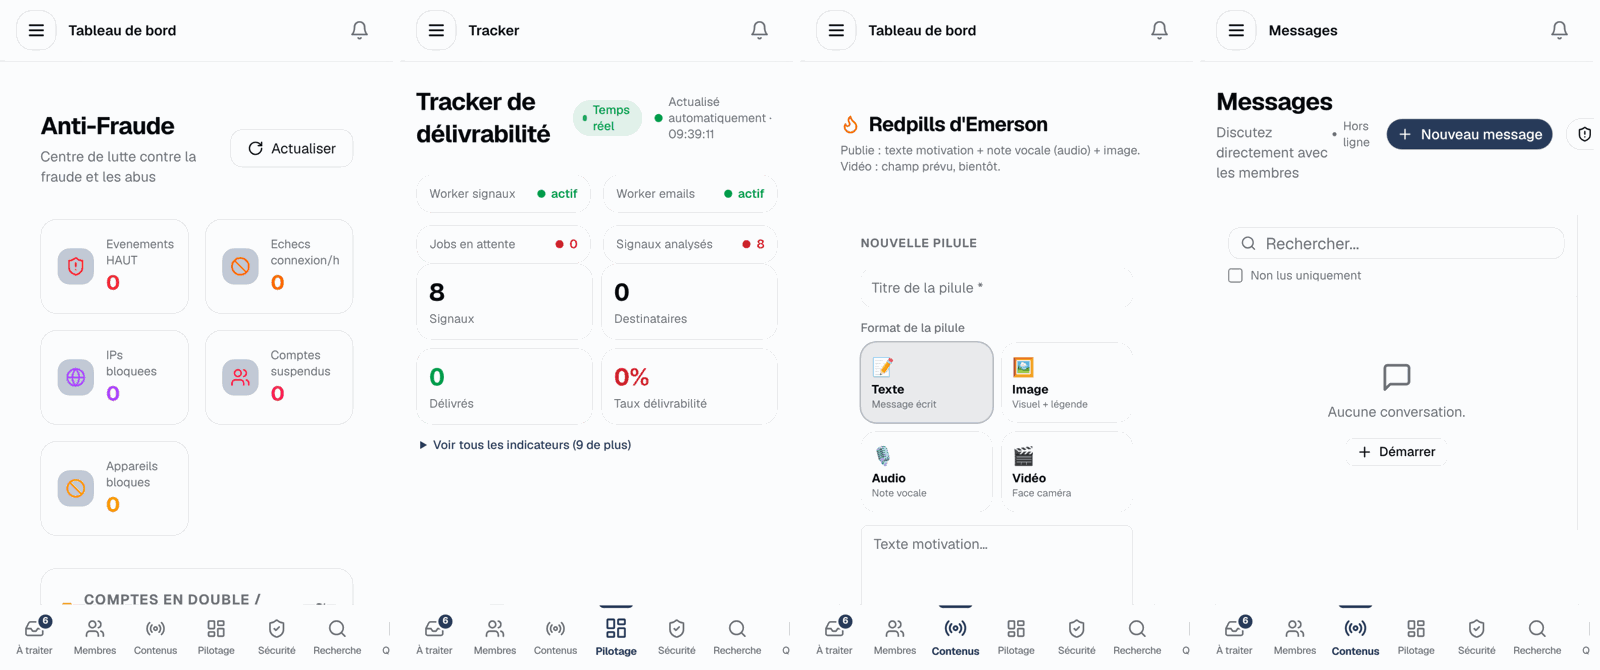 Tableau de bord
Anti-Fraude
Centre de lutte contre la
fraude et les abus
Actualiser
Evenements
HAUT
0
Echecs
connexion/h
0
IPs
bloquees
0
Comptes
suspendus
0
Appareils
bloques
0
COMPTES EN DOUBLE /
6
À traiter
Membres
Contenus
Pilotage
Sécurité
Recherche
Q
Tracker
Tracker de
délivrabilité
Temps
réel
Actualisé
automatiquement ·
09:39:11
Worker signaux
actif
Worker emails
actif
Jobs en attente
0
Signaux analysés
8
8
Signaux
0
Destinataires
0
Délivrés
0%
Taux délivrabilité
Voir tous les indicateurs (9 de plus)
6
À traiter
Membres
Contenus
Pilotage
Sécurité
Recherche
Q
Tableau de bord
Redpills d'Emerson
Publie : texte motivation + note vocale (audio) + image.
Vidéo : champ prévu, bientôt.
NOUVELLE PILULE
Titre de la pilule *
Format de la pilule
Texte
Message écrit
Image
Visuel + légende
Audio
Note vocale
Vidéo
Face caméra
Texte motivation...
6
À traiter
Membres
Contenus
Pilotage
Sécurité
Recherche
Q
Messages
Messages
Discutez
directement avec
les membres
Hors
ligne
+ Nouveau message
Rechercher...
Non lus uniquement
Aucune conversation.
+ Démarrer
6
À traiter
Membres
Contenus
Pilotage
Sécurité
Recherche
Q